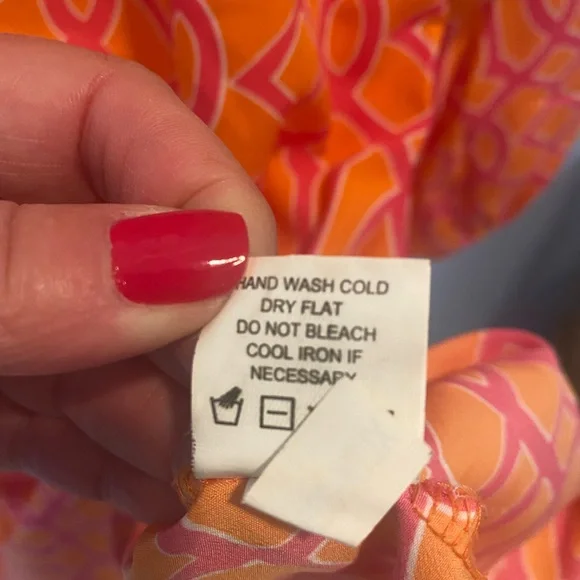 HAND WASH COLD
DRY FLAT
DO NOT BLEACH
COOL IRON IF
NECESSARY